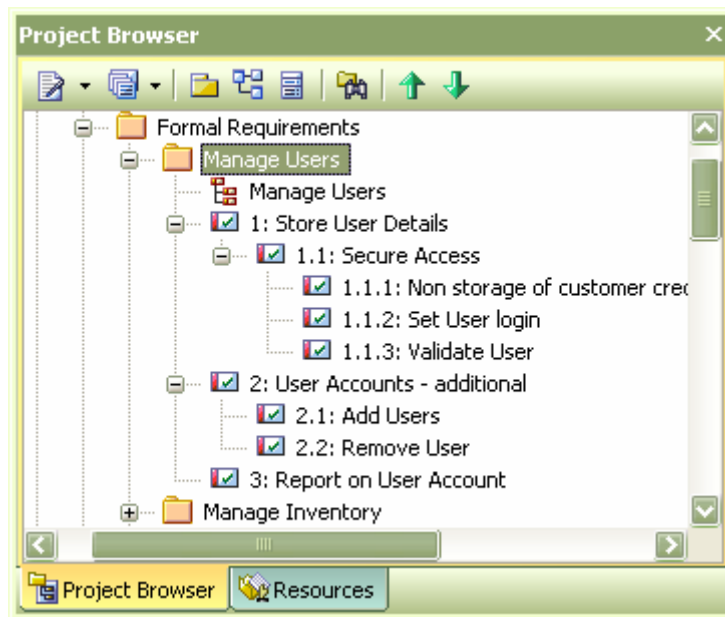 Project Browser
Formal Requirements
Manage Users
Manage Users
1: Store User Details
1.1: Secure Access
1.1.1: Non storage of customer
1.1.2: Set User login
1.1.3: Validate User
2: User Accounts - additional
2.1: Add Users
2.2: Remove User
3: Report on User Account
Manage Inventory
Project Browser
Resources